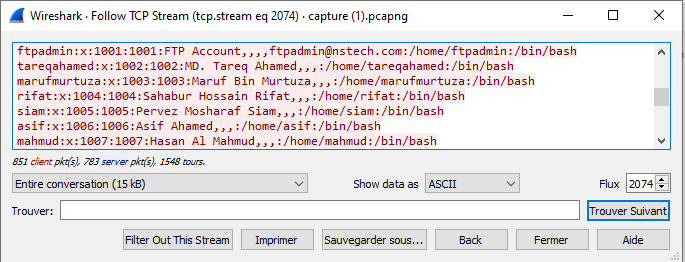 Wireshark · Follow TCP Stream (tcp.stream eq 2074) · capture (1).pcapng
ftpadmin:x:1001:1001:FTP Account,,,,ftpadmin@nstech.com:/home/ftpadmin:/bin/bash
tareqahamed:x:1002:1002:MD. Tareq Ahamed,,,:/home/tareqahamed:/bin/bash
marufmurtuza:x:1003:1003:Maruf Bin Murtuza,,,:/home/marufmurtuza:/bin/bash
rifat:x:1004:1004:Sahabur Hossain Rifat,,,:/home/rifat:/bin/bash
siam:x:1005:1005:Pervez Mosharaf Siam,,,:/home/siam:/bin/bash
asif:x:1006:1006:Asif Ahamed,,,:/home/asif:/bin/bash
mahmud:x:1007:1007:Hasan Al Mahmud,,,:/home/mahmud:/bin/bash
851 client pkt(s), 783 server pkt(s), 1548 tours.
Entire conversation (15 kB) Show data as ASCII Flux 2074
Trouver: Trouver Suivant
Filter Out This Stream Imprimer Sauvegarder sous... Back Fermer Aide